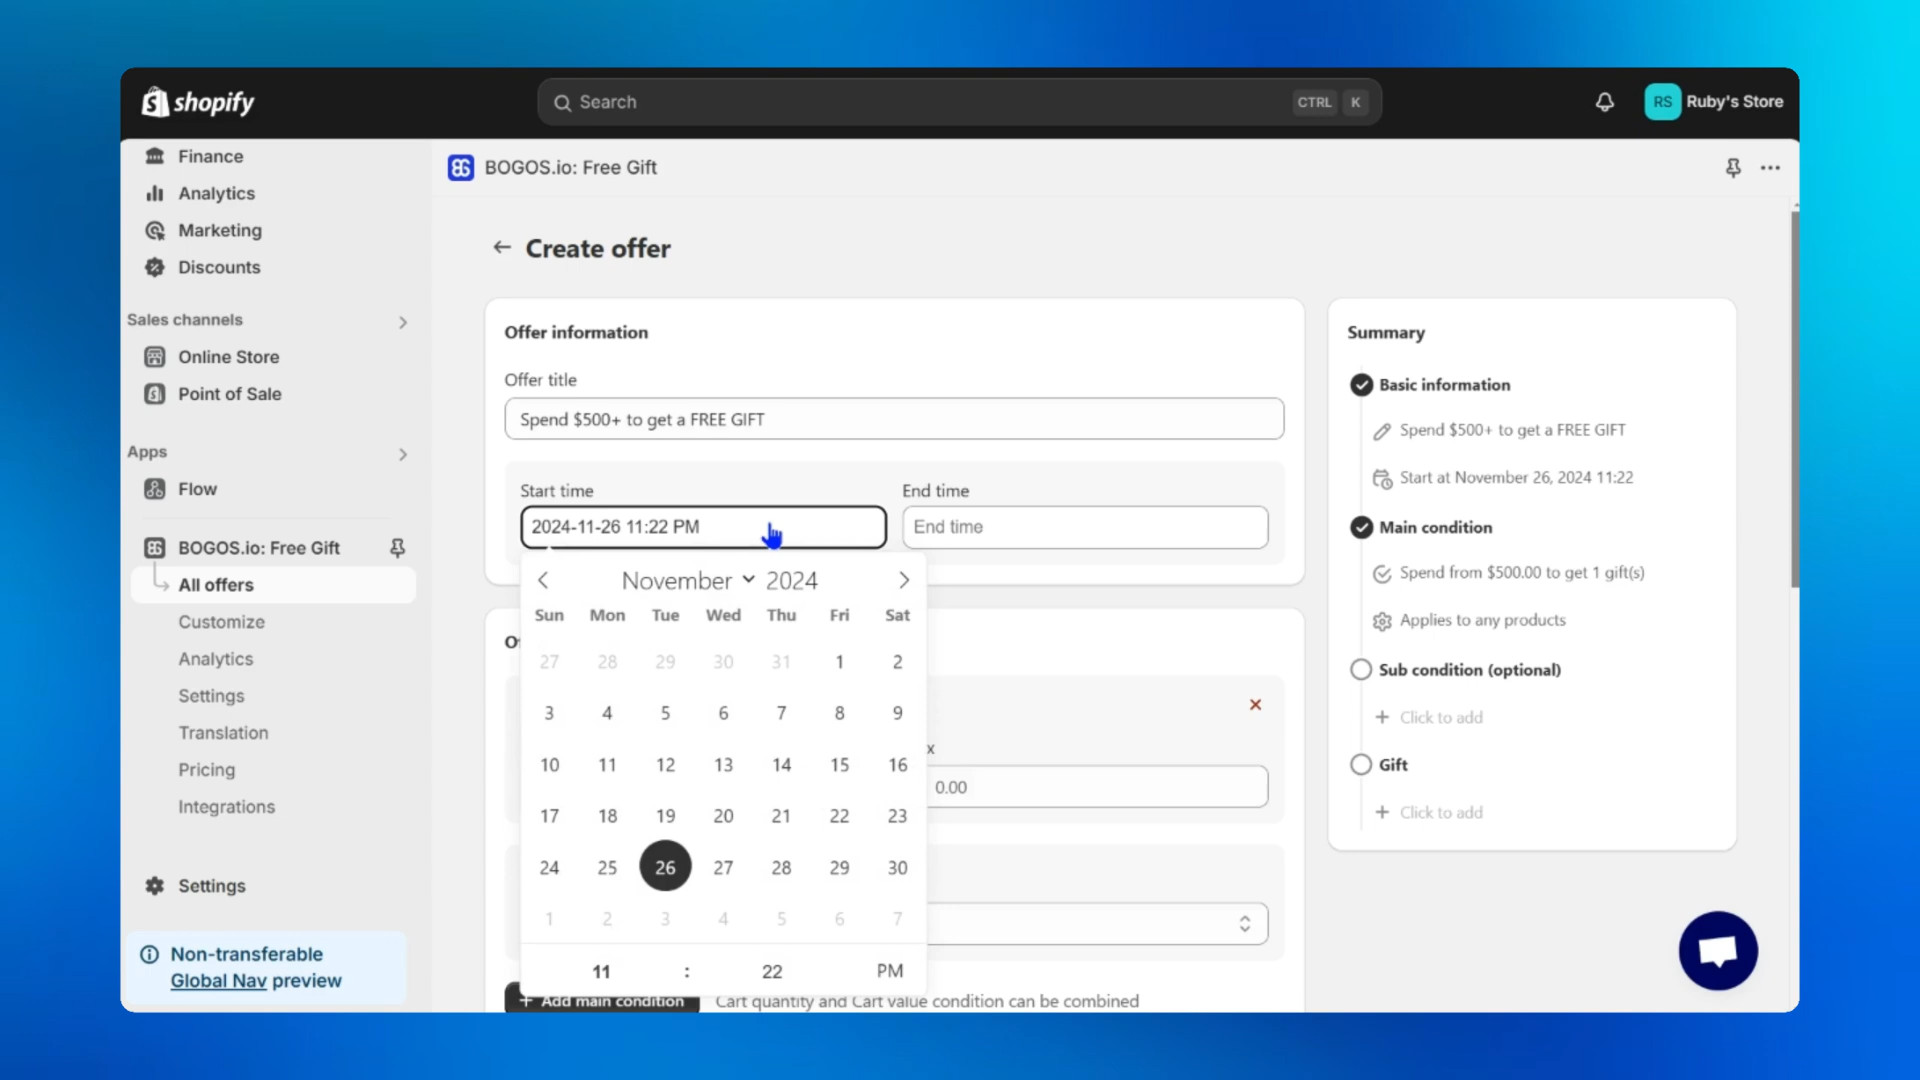 shopify
Search
CTRL K
RS Ruby's Store
Finance
Analytics
Marketing
Discounts
Sales channels
Online Store
Point of Sale
Apps
Flow
BOGOS.io: Free Gift
All offers
Customize
Analytics
Settings
Translation
Pricing
Integrations
Settings
Non-transferable
Global Nav preview
BOGOS.io: Free Gift
Create offer
Offer information
Offer title
Spend $500+ to get a FREE GIFT
Start time
End time
2024-11-26 11:22 PM
End time
November 2024
Sun Mon Tue Wed Thu Fri Sat
27 28 29 30 31 1 2
3 4 5 6 7 8 9
10 11 12 13 14 15 16
17 18 19 20 21 22 23
24 25 26 27 28 29 30
1 2 3 4 5 6 7
11 : 22 PM
0.00
+ Add main condition
Cart quantity and Cart value condition can be combined
Summary
Basic information
Spend $500+ to get a FREE GIFT
Start at November 26, 2024 11:22
Main condition
Spend from $500.00 to get 1 gift(s)
Applies to any products
Sub condition (optional)
+ Click to add
Gift
+ Click to add